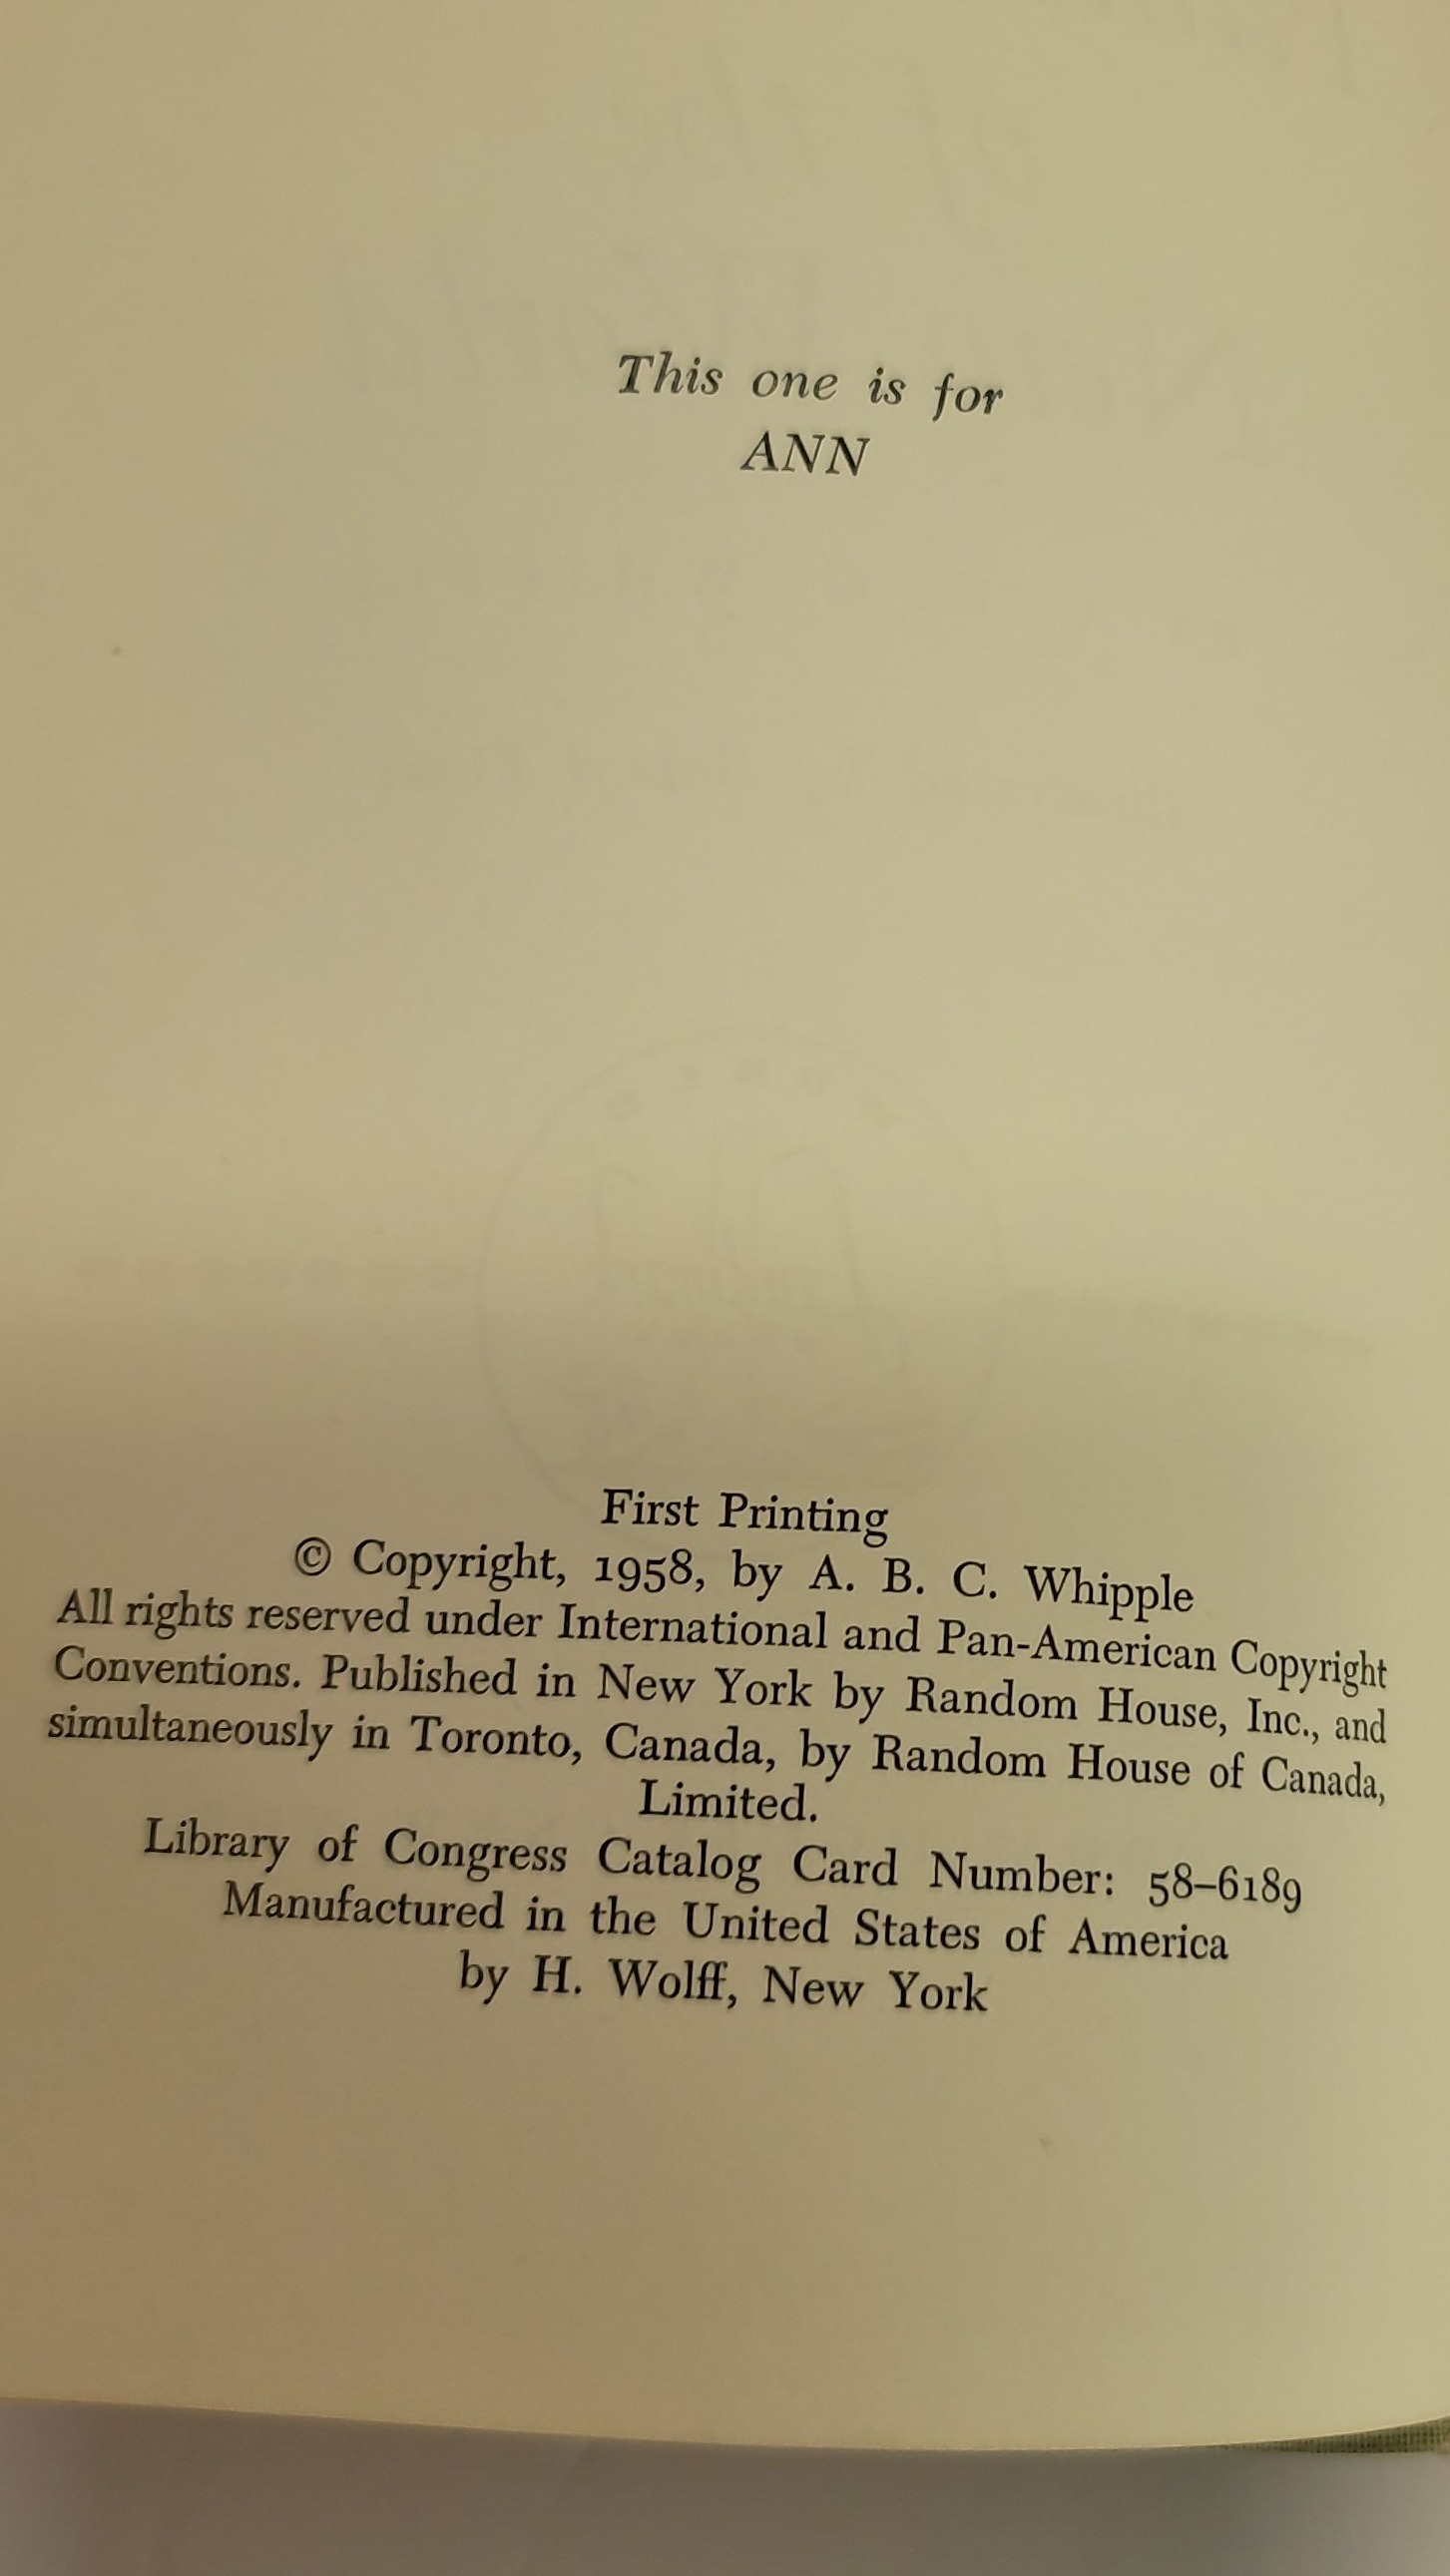 This one is for
ANN
First Printing
© Copyright, 1958, by A. B. C. Whipple
All rights reserved under International and Pan-American Copyright
Conventions. Published in New York by Random House, Inc., and
simultaneously in Toronto, Canada, by Random House of Canada,
Limited.
Library of Congress Catalog Card Number: 58–6189
Manufactured in the United States of America
by H. Wolff, New York